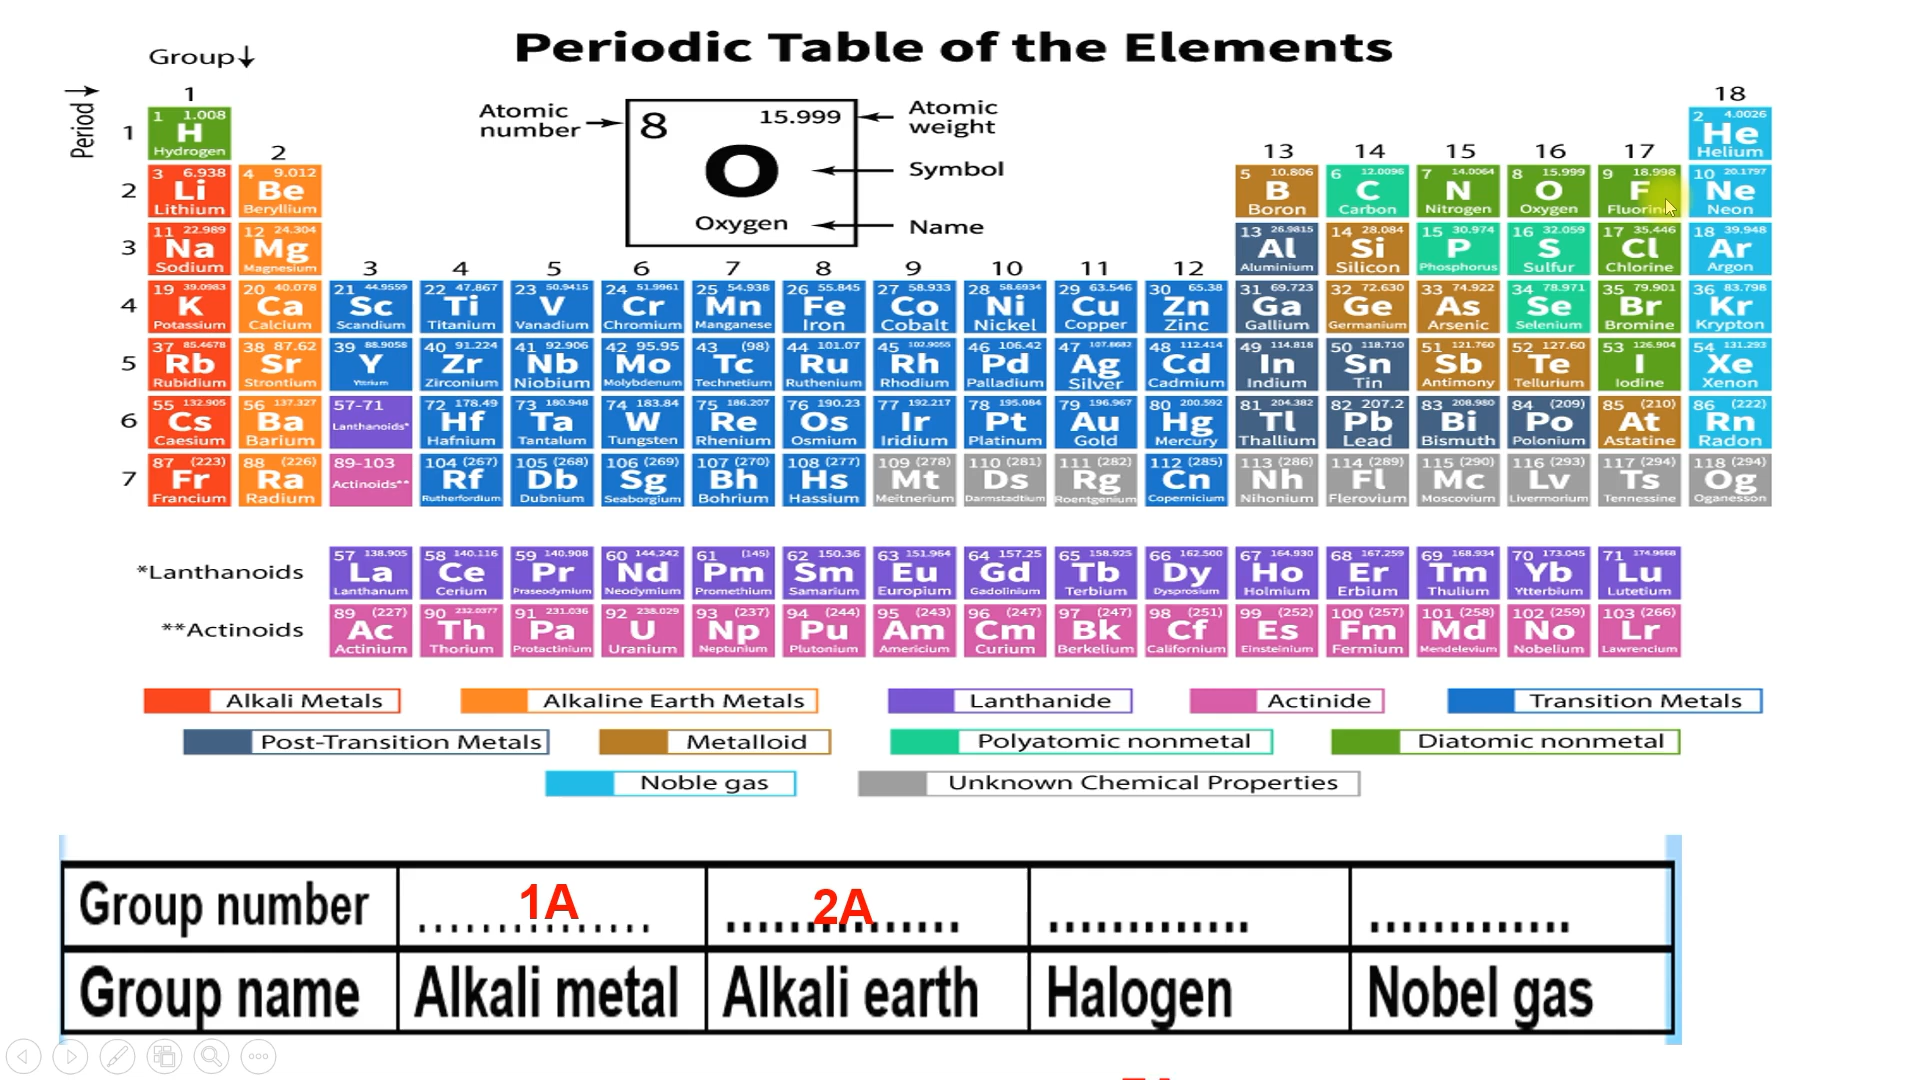 Periodic Table of the Elements
Group↓
Period
1 18
Atomic number 8 15.999 Atomic weight
O Symbol
Oxygen Name
1 1 1.008 H Hydrogen 2 4.0026 He Helium
2 13 14 15 16 17
2 3 6.938 Li Lithium 4 9.012 Be Beryllium 5 10.806 B Boron 6 12.0096 C Carbon 7 14.0064 N Nitrogen 8 15.999 O Oxygen 9 18.998 F Fluorine 10 20.1797 Ne Neon
3 11 22.989 Na Sodium 12 24.304 Mg Magnesium 13 26.9815 Al Aluminium 14 28.084 Si Silicon 15 30.974 P Phosphorus 16 32.059 S Sulfur 17 35.446 Cl Chlorine 18 39.948 Ar Argon
3 4 5 6 7 8 9 10 11 12
4 19 39.0983 K Potassium 20 40.078 Ca Calcium 21 44.9559 Sc Scandium 22 47.867 Ti Titanium 23 50.9415 V Vanadium 24 51.9961 Cr Chromium 25 54.938 Mn Manganese 26 55.845 Fe Iron 27 58.933 Co Cobalt 28 58.6934 Ni Nickel 29 63.546 Cu Copper 30 65.38 Zn Zinc 31 69.723 Ga Gallium 32 72.630 Ge Germanium 33 74.922 As Arsenic 34 78.971 Se Selenium 35 79.901 Br Bromine 36 83.798 Kr Krypton
5 37 85.4678 Rb Rubidium 38 87.62 Sr Strontium 39 88.9058 Y Yttrium 40 91.224 Zr Zirconium 41 92.906 Nb Niobium 42 95.95 Mo Molybdenum 43 (98) Tc Technetium 44 101.07 Ru Ruthenium 45 102.9055 Rh Rhodium 46 106.42 Pd Palladium 47 107.8682 Ag Silver 48 112.414 Cd Cadmium 49 114.818 In Indium 50 118.710 Sn Tin 51 121.760 Sb Antimony 52 127.60 Te Tellurium 53 126.904 I Iodine 54 131.293 Xe Xenon
6 55 132.905 Cs Caesium 56 137.327 Ba Barium 57-71 Lanthanoids* 72 178.49 Hf Hafnium 73 180.948 Ta Tantalum 74 183.84 W Tungsten 75 186.207 Re Rhenium 76 190.23 Os Osmium 77 192.217 Ir Iridium 78 195.084 Pt Platinum 79 196.967 Au Gold 80 200.592 Hg Mercury 81 204.382 Tl Thallium 82 207.2 Pb Lead 83 208.980 Bi Bismuth 84 (209) Po Polonium 85 (210) At Astatine 86 (222) Rn Radon
7 87 (223) Fr Francium 88 (226) Ra Radium 89-103 Actinoids** 104 (267) Rf Rutherfordium 105 (268) Db Dubnium 106 (269) Sg Seaborgium 107 (270) Bh Bohrium 108 (277) Hs Hassium 109 (278) Mt Meitnerium 110 (281) Ds Darmstadtium 111 (282) Rg Roentgenium 112 (285) Cn Copernicium 113 (286) Nh Nihonium 114 (289) Fl Flerovium 115 (290) Mc Moscovium 116 (293) Lv Livermorium 117 (294) Ts Tennessine 118 (294) Og Oganesson
*Lanthanoids 57 138.905 La Lanthanum 58 140.116 Ce Cerium 59 140.908 Pr Praseodymium 60 144.242 Nd Neodymium 61 (145) Pm Promethium 62 150.36 Sm Samarium 63 151.964 Eu Europium 64 157.25 Gd Gadolinium 65 158.925 Tb Terbium 66 162.500 Dy Dysprosium 67 164.930 Ho Holmium 68 167.259 Er Erbium 69 168.934 Tm Thulium 70 173.045 Yb Ytterbium 71 174.9668 Lu Lutetium
**Actinoids 89 (227) Ac Actinium 90 232.0377 Th Thorium 91 231.036 Pa Protactinium 92 238.029 U Uranium 93 (237) Np Neptunium 94 (244) Pu Plutonium 95 (243) Am Americium 96 (247) Cm Curium 97 (247) Bk Berkelium 98 (251) Cf Californium 99 (252) Es Einsteinium 100 (257) Fm Fermium 101 (258) Md Mendelevium 102 (259) No Nobelium 103 (266) Lr Lawrencium
Alkali Metals Alkaline Earth Metals Lanthanide Actinide Transition Metals
Post-Transition Metals Metalloid Polyatomic nonmetal Diatomic nonmetal
Noble gas Unknown Chemical Properties
Group number 1A 2A ............. .............
Group name Alkali metal Alkali earth Halogen Nobel gas